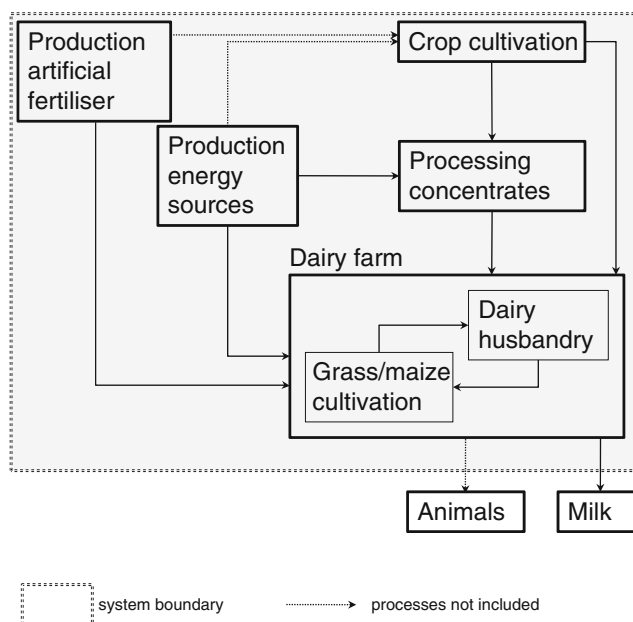 Production
artificial
fertiliser
Crop cultivation
Production
energy
sources
Processing
concentrates
Dairy farm
Dairy
husbandry
Grass/maize
cultivation
Animals
Milk
system boundary
processes not included